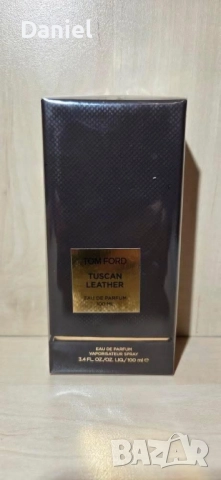 Daniel
TOM FORD
TUSCAN
LEATHER
EAU DE PARFUM
100 ML
EAU DE PARFUM
VAPORISATEUR SPRAY
3.4 FL. OZ./OZ. LIQ./100 ml ℮
BAZAR
bg